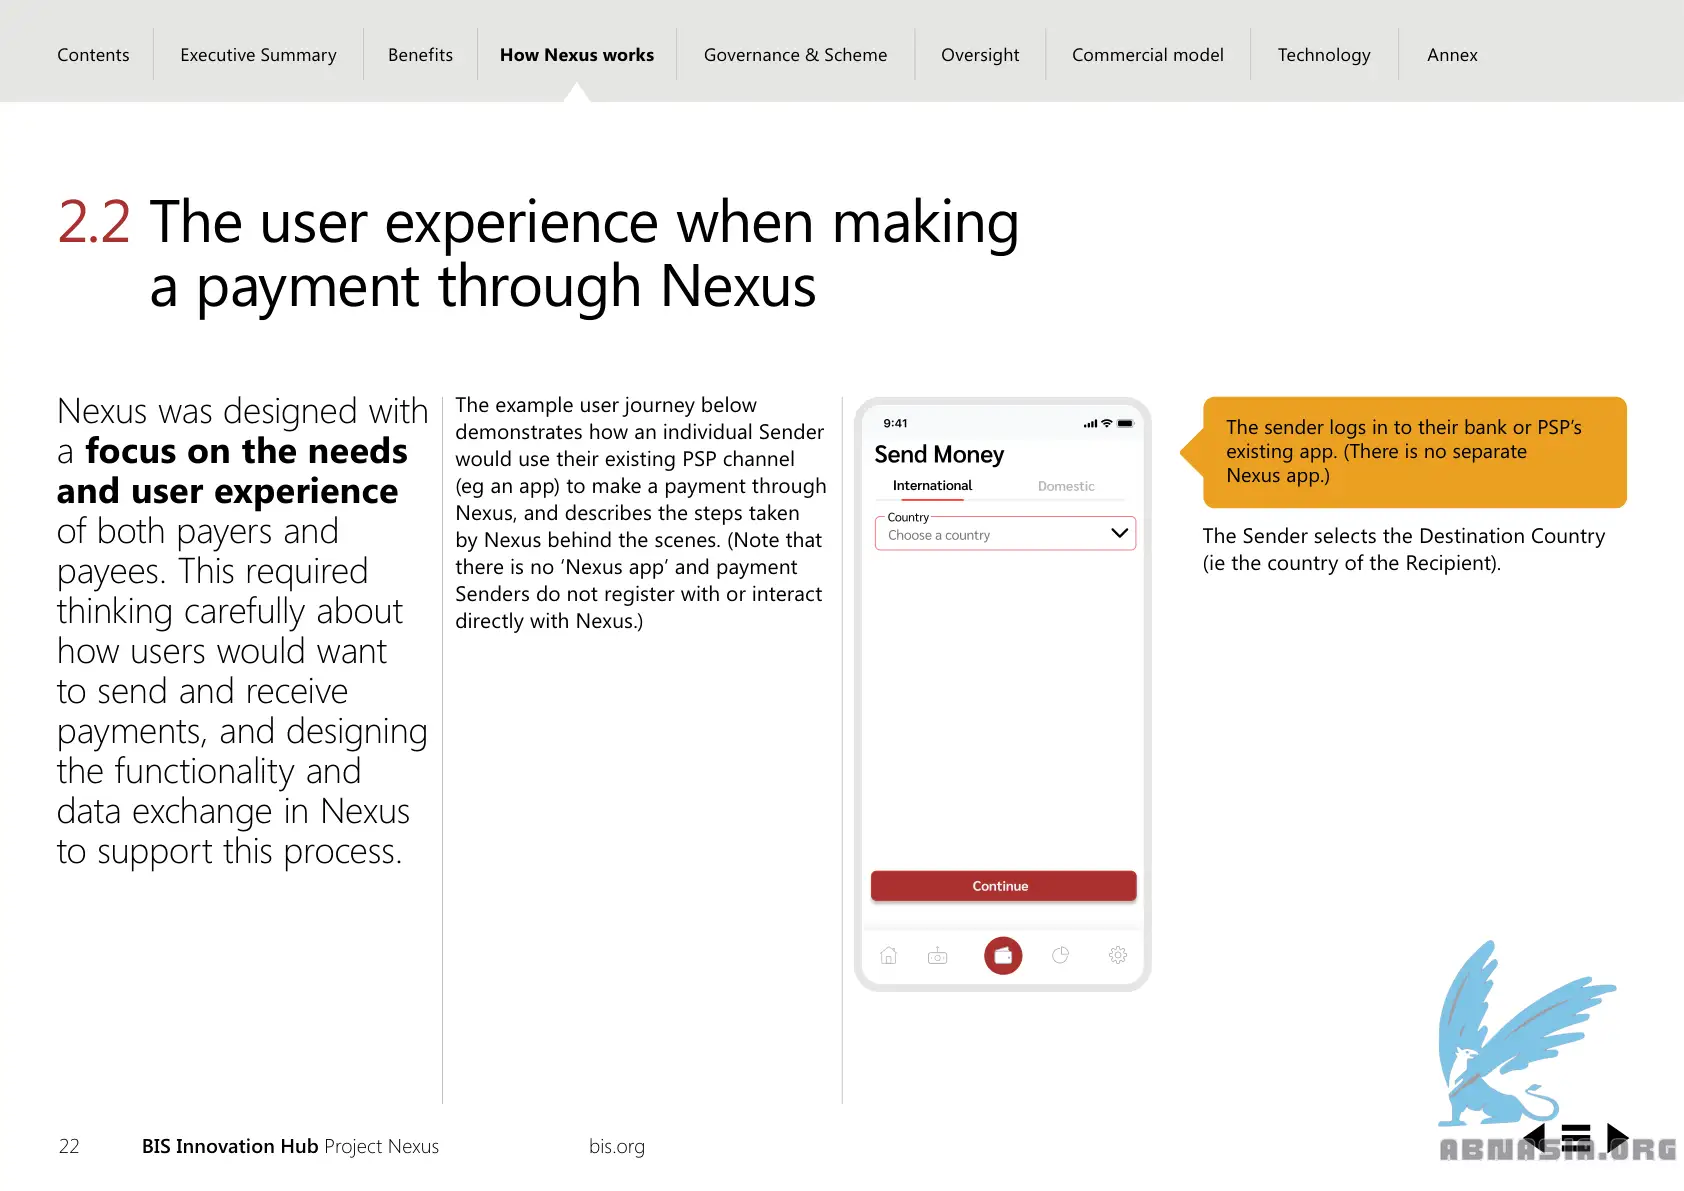 Contents
Executive Summary
Benefits
How Nexus works
Governance & Scheme
Oversight
Commercial model
Technology
Annex
2.2 The user experience when making
a payment through Nexus
Nexus was designed with
a focus on the needs
and user experience
of both payers and
payees. This required
thinking carefully about
how users would want
to send and receive
payments, and designing
the functionality and
data exchange in Nexus
to support this process.
The example user journey below
demonstrates how an individual Sender
would use their existing PSP channel
(eg an app) to make a payment through
Nexus, and describes the steps taken
by Nexus behind the scenes. (Note that
there is no ‘Nexus app’ and payment
Senders do not register with or interact
directly with Nexus.)
9:41
Send Money
International
Domestic
Country
Choose a country
Continue
The sender logs in to their bank or PSP’s
existing app. (There is no separate
Nexus app.)
The Sender selects the Destination Country
(ie the country of the Recipient).
22
BIS Innovation Hub Project Nexus
bis.org
ABNASIA.ORG